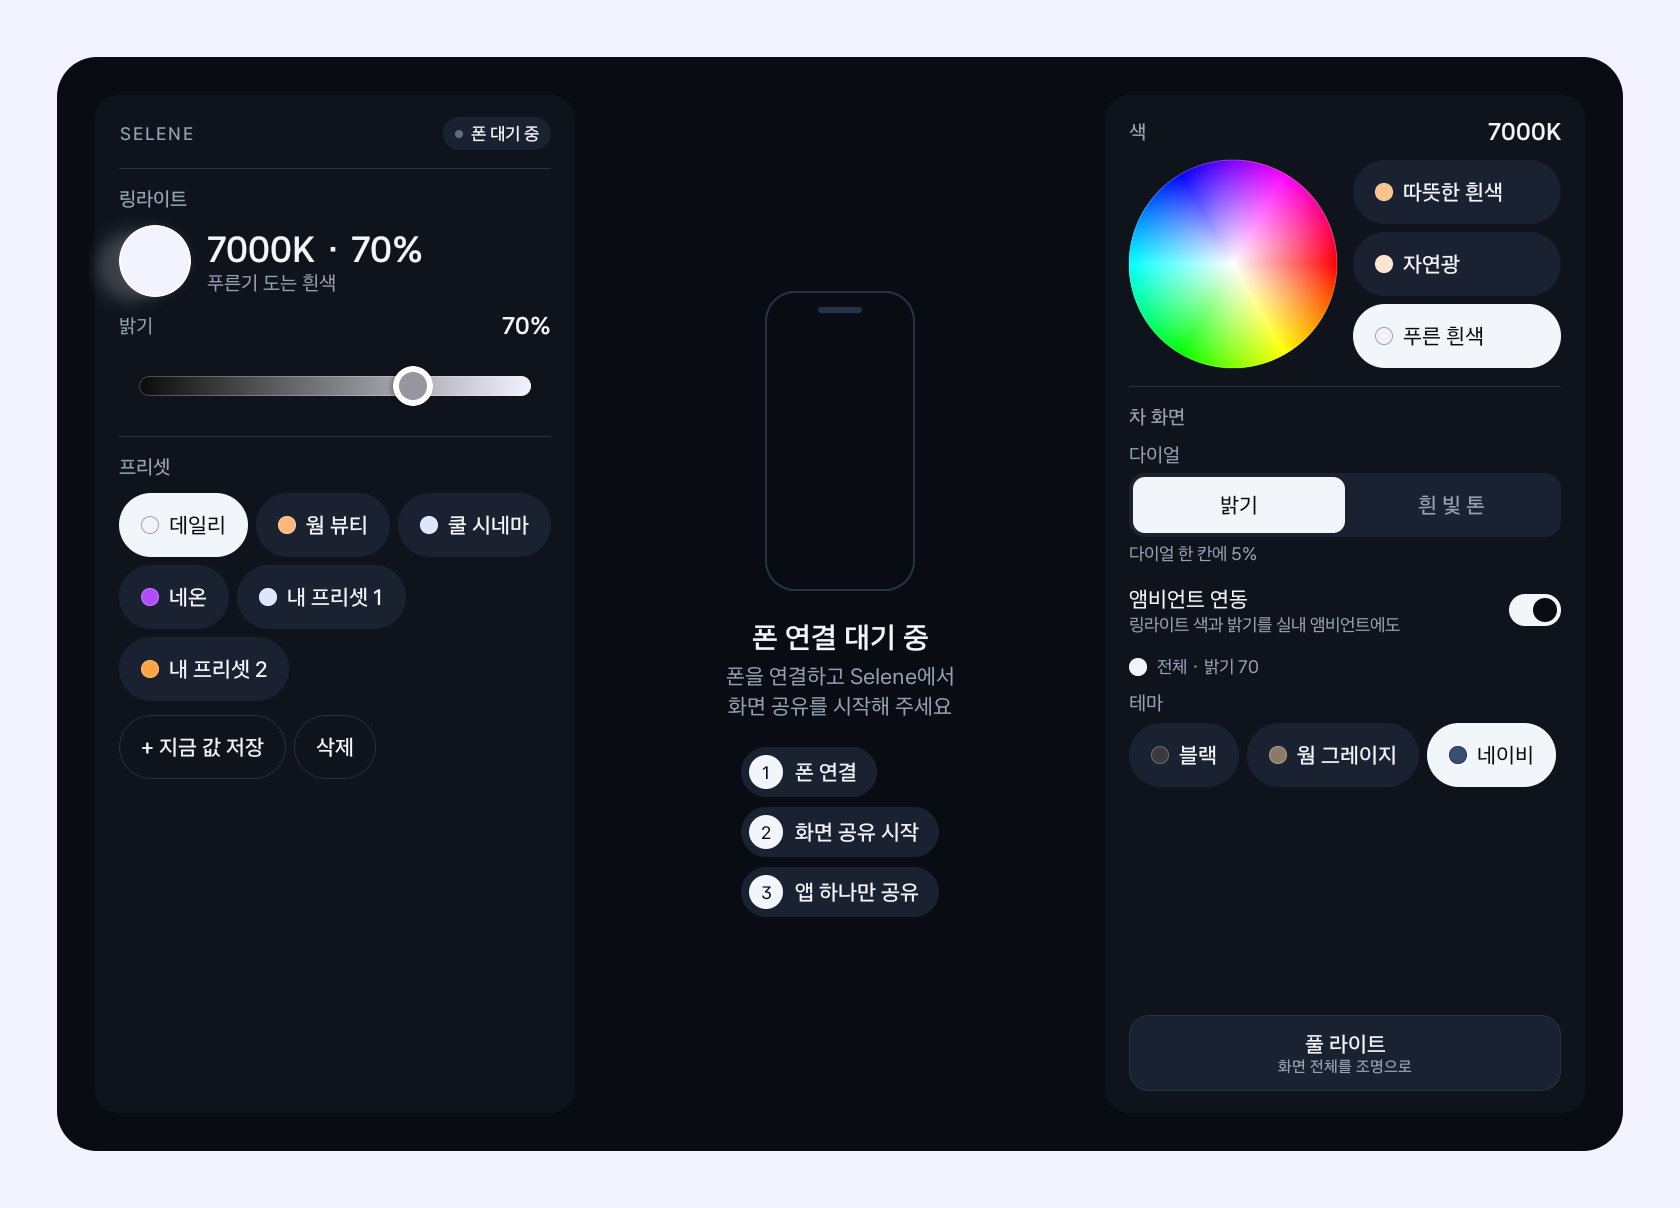 SELENE
폰 대기 중
링라이트
7000K · 70%
푸른기 도는 흰색
밝기
70%
프리셋
데일리
웜 뷰티
쿨 시네마
네온
내 프리셋 1
내 프리셋 2
+ 지금 값 저장
삭제
폰 연결 대기 중
폰을 연결하고 Selene에서
화면 공유를 시작해 주세요
1 폰 연결
2 화면 공유 시작
3 앱 하나만 공유
색
7000K
따뜻한 흰색
자연광
푸른 흰색
차 화면
다이얼
밝기
흰 빛 톤
다이얼 한 칸에 5%
앰비언트 연동
링라이트 색과 밝기를 실내 앰비언트에도
전체 · 밝기 70
테마
블랙
웜 그레이지
네이비
풀 라이트
화면 전체를 조명으로